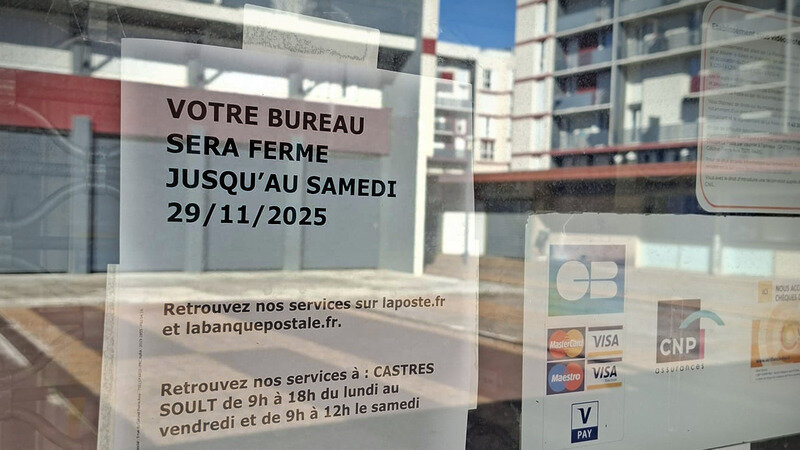 VOTRE BUREAU
SERA FERME
JUSQU'AU SAMEDI
29/11/2025
Retrouvez nos services sur laposte.fr
et labanquepostale.fr.
Retrouvez nos services à : CASTRES
SOULT de 9h à 18h du lundi au
vendredi et de 9h à 12h le samedi
CB
MasterCard
VISA
Maestro
VISA
V
PAY
CNP
assurances
NOUS
CHÈQUES